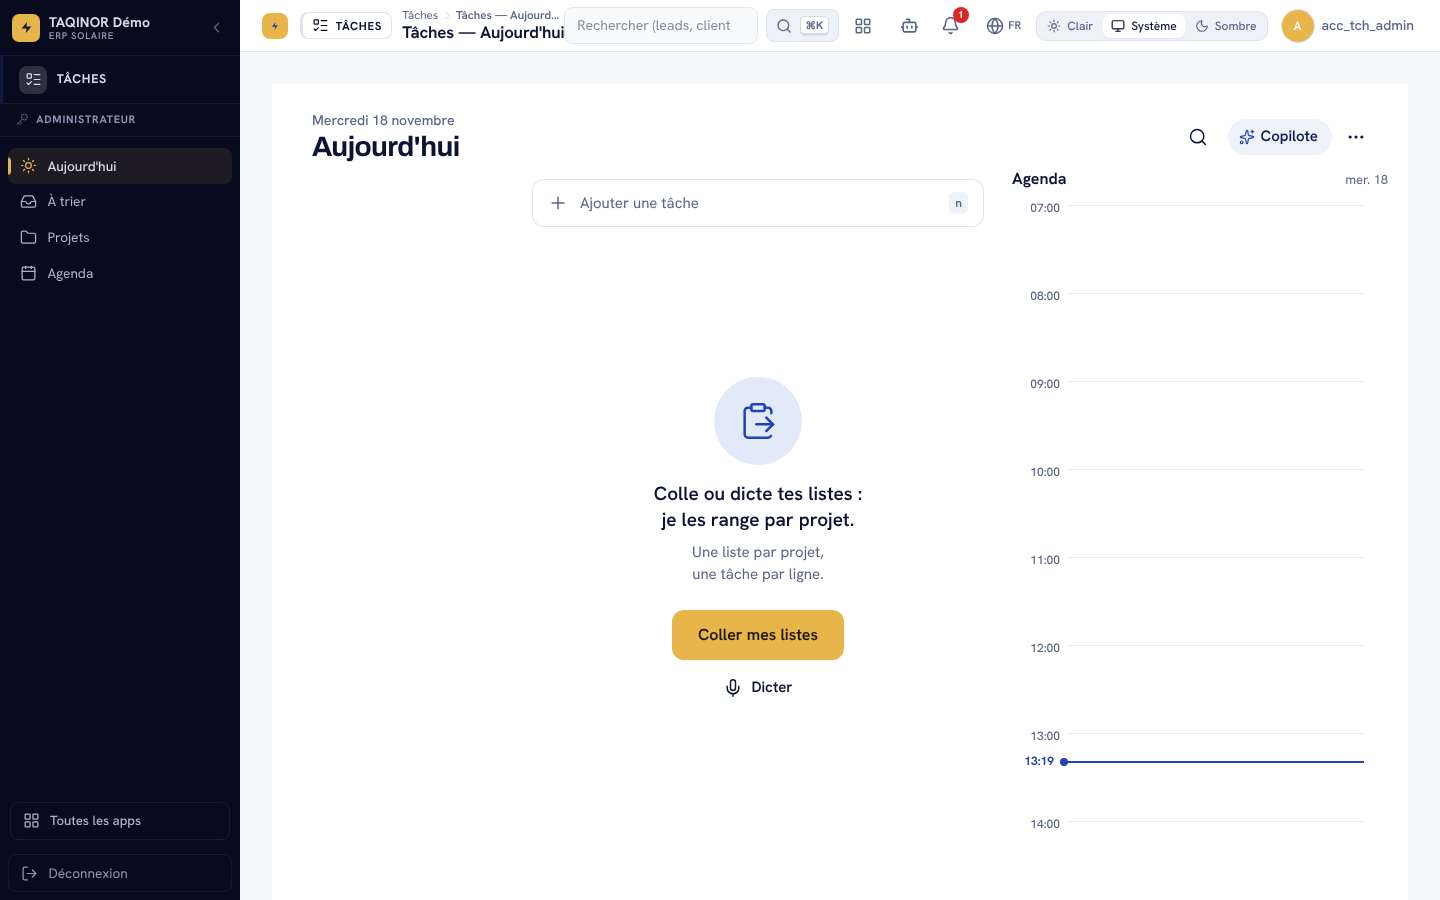 TAQINOR Démo
ERP SOLAIRE
TÂCHES
ADMINISTRATEUR
Aujourd'hui
À trier
Projets
Agenda
Toutes les apps
Déconnexion
TÂCHES
Tâches > Tâches — Aujourd...
Tâches — Aujourd'hui
Rechercher (leads, client
⌘K
1
FR
Clair
Système
Sombre
A
acc_tch_admin
Mercredi 18 novembre
Aujourd'hui
Copilote
Ajouter une tâche
n
Colle ou dicte tes listes :
je les range par projet.
Une liste par projet,
une tâche par ligne.
Coller mes listes
Dicter
Agenda
mer. 18
07:00
08:00
09:00
10:00
11:00
12:00
13:00
13:19
14:00